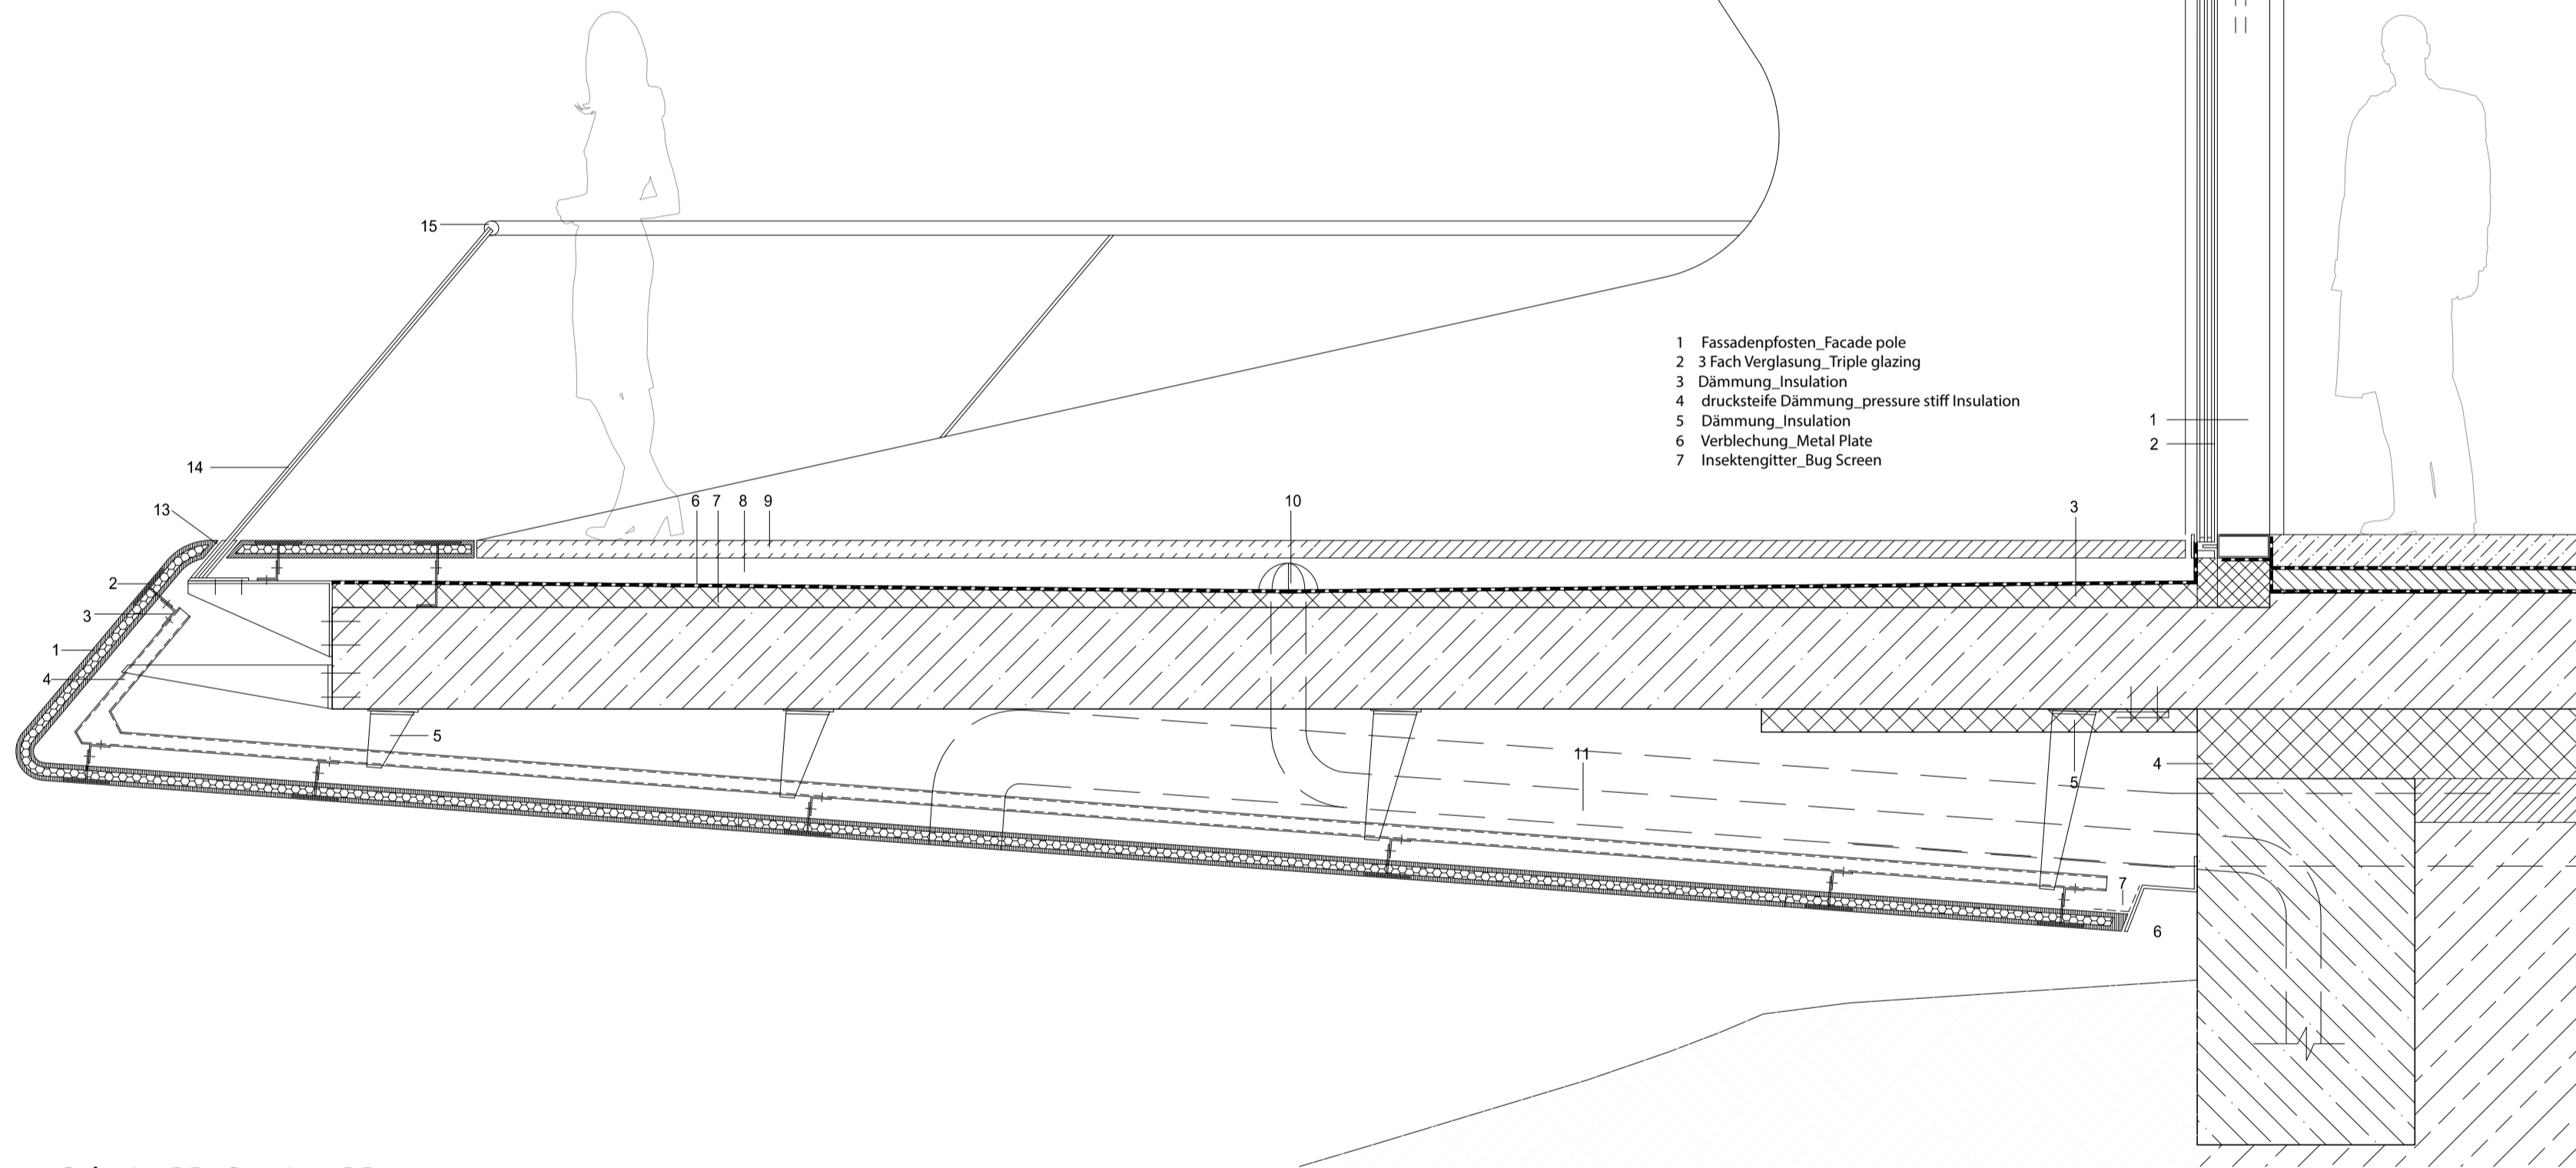 15
1 Fassadenpfosten_Facade pole
2 3 Fach Verglasung_Triple glazing
3 Dämmung_Insulation
4 drucksteife Dämmung_pressure stiff Insulation
5 Dämmung_Insulation
6 Verblechung_Metal Plate
7 Insektengitter_Bug Screen
1
2
14
13
6 7 8 9
10
3
2
3
1
4
5
11
4
5
7
6